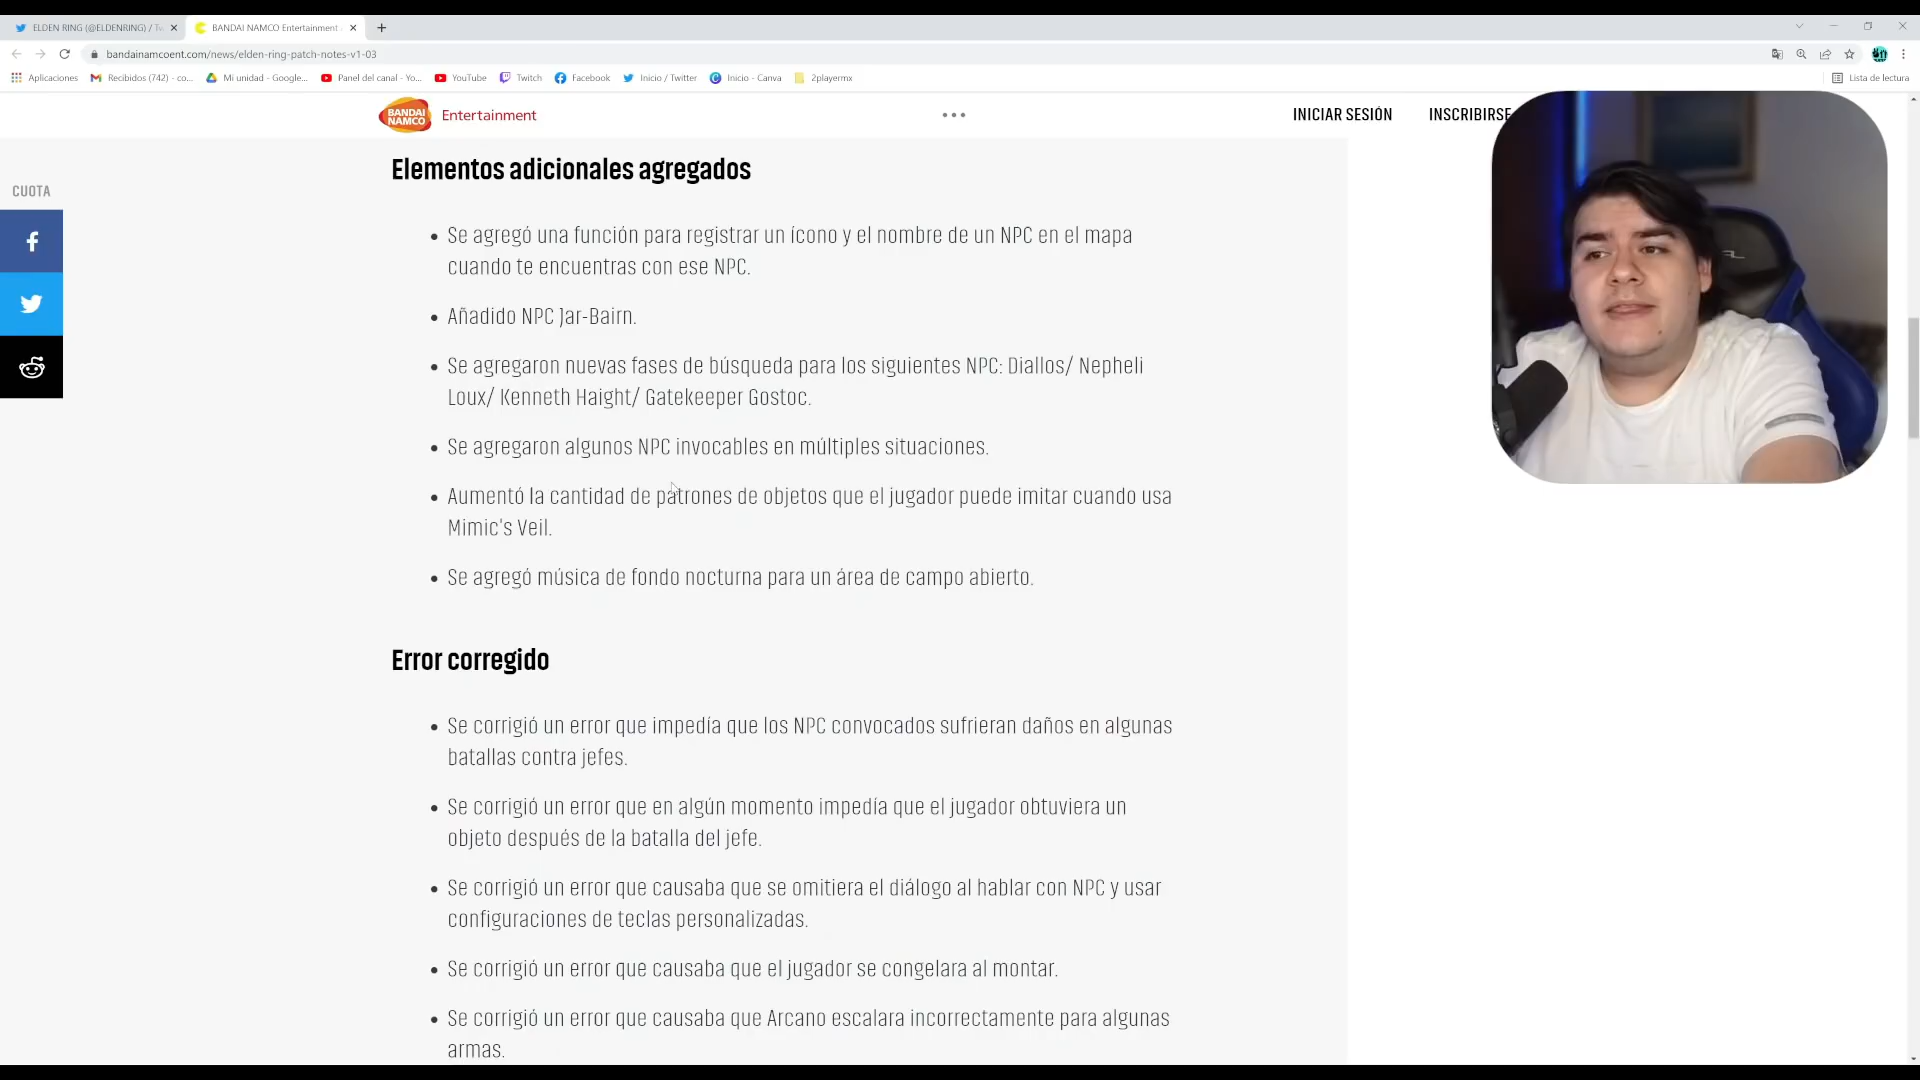 ELDEN RING (@ELDENRING) / Tw
BANDAI NAMCO Entertainment
bandainamcoent.com/news/elden-ring-patch-notes-v1-03
Aplicaciones
Recibidos (742) - co...
Mi unidad - Google...
Panel del canal - Yo...
YouTube
Twitch
Facebook
Inicio / Twitter
Inicio - Canva
2playermx
Lista de lectura
BANDAI NAMCO Entertainment
INICIAR SESIÓN
INSCRIBIRSE
CUOTA
Elementos adicionales agregados
• Se agregó una función para registrar un ícono y el nombre de un NPC en el mapa
cuando te encuentras con ese NPC.
• Añadido NPC Jar-Bairn.
• Se agregaron nuevas fases de búsqueda para los siguientes NPC: Diallos/ Nepheli
Loux/ Kenneth Haight/ Gatekeeper Gostoc.
• Se agregaron algunos NPC invocables en múltiples situaciones.
• Aumentó la cantidad de patrones de objetos que el jugador puede imitar cuando usa
Mimic's Veil.
• Se agregó música de fondo nocturna para un área de campo abierto.
Error corregido
• Se corrigió un error que impedía que los NPC convocados sufrieran daños en algunas
batallas contra jefes.
• Se corrigió un error que en algún momento impedía que el jugador obtuviera un
objeto después de la batalla del jefe.
• Se corrigió un error que causaba que se omitiera el diálogo al hablar con NPC y usar
configuraciones de teclas personalizadas.
• Se corrigió un error que causaba que el jugador se congelara al montar.
• Se corrigió un error que causaba que Arcano escalara incorrectamente para algunas
armas.